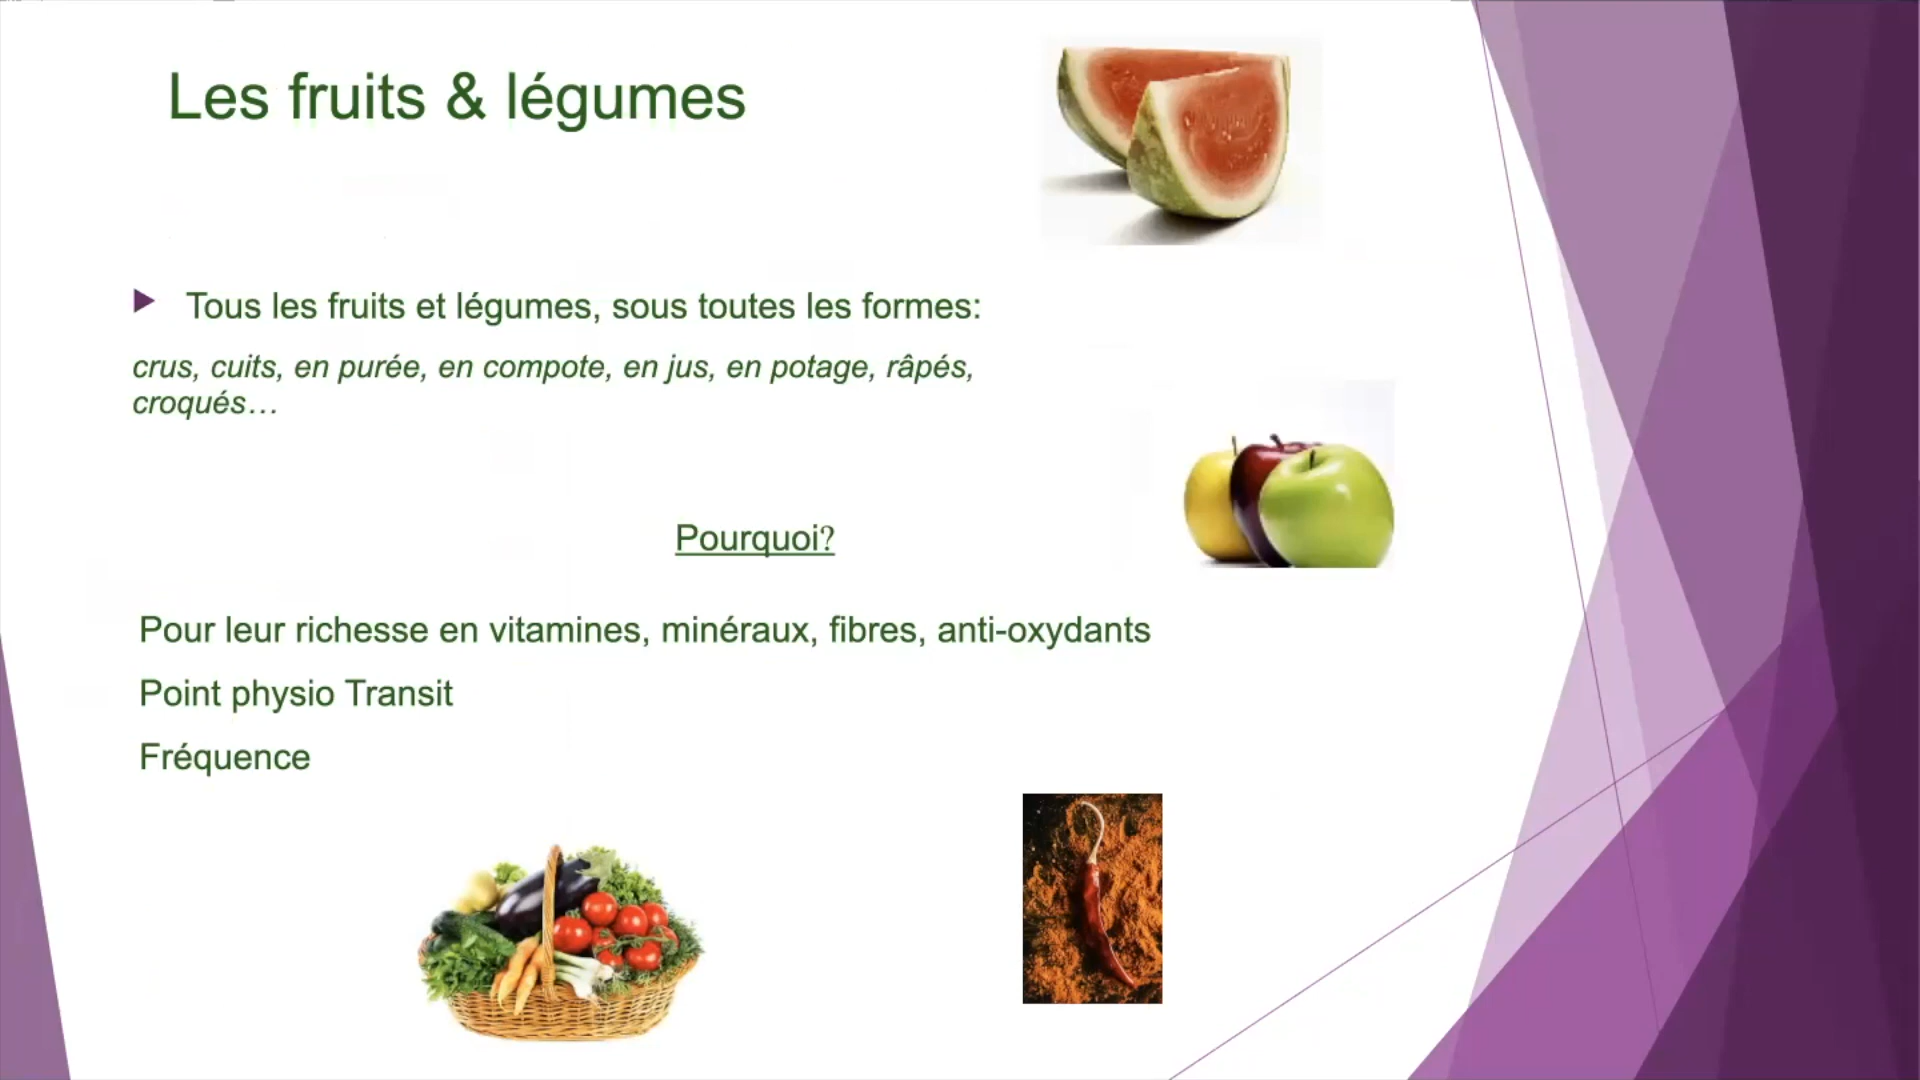 Les fruits & légumes
Tous les fruits et légumes, sous toutes les formes:
crus, cuits, en purée, en compote, en jus, en potage, râpés,
croqués…
Pourquoi?
Pour leur richesse en vitamines, minéraux, fibres, anti-oxydants
Point physio Transit
Fréquence